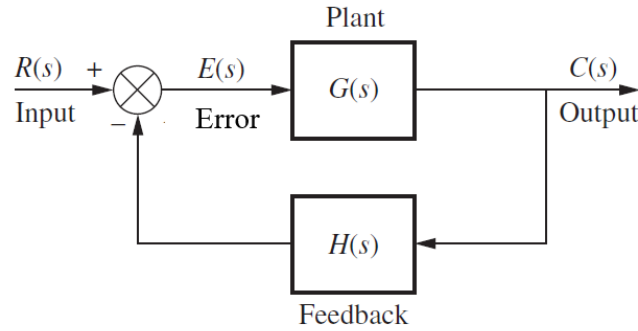 Plant
R(s) + E(s) G(s) C(s)
Input − Error Output
H(s)
Feedback